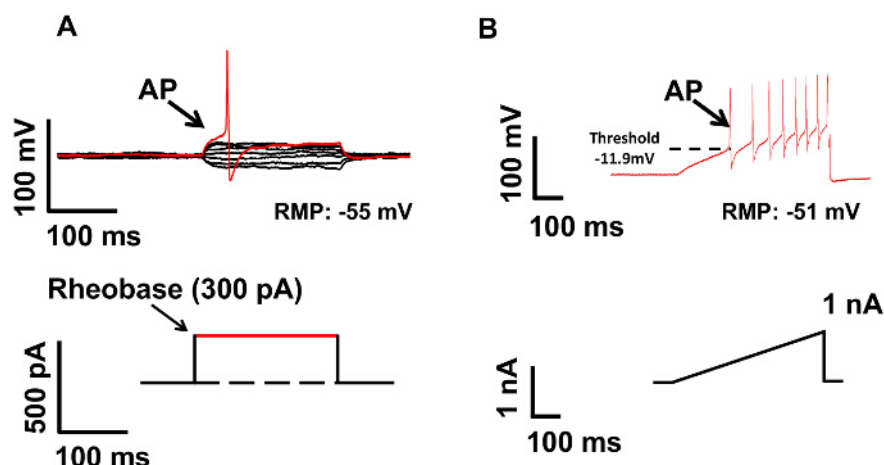 A
AP
100 mV
RMP: -55 mV
100 ms
Rheobase (300 pA)
500 pA
100 ms
B
AP
Threshold
-11.9mV
100 mV
RMP: -51 mV
100 ms
1 nA
1 nA
100 ms